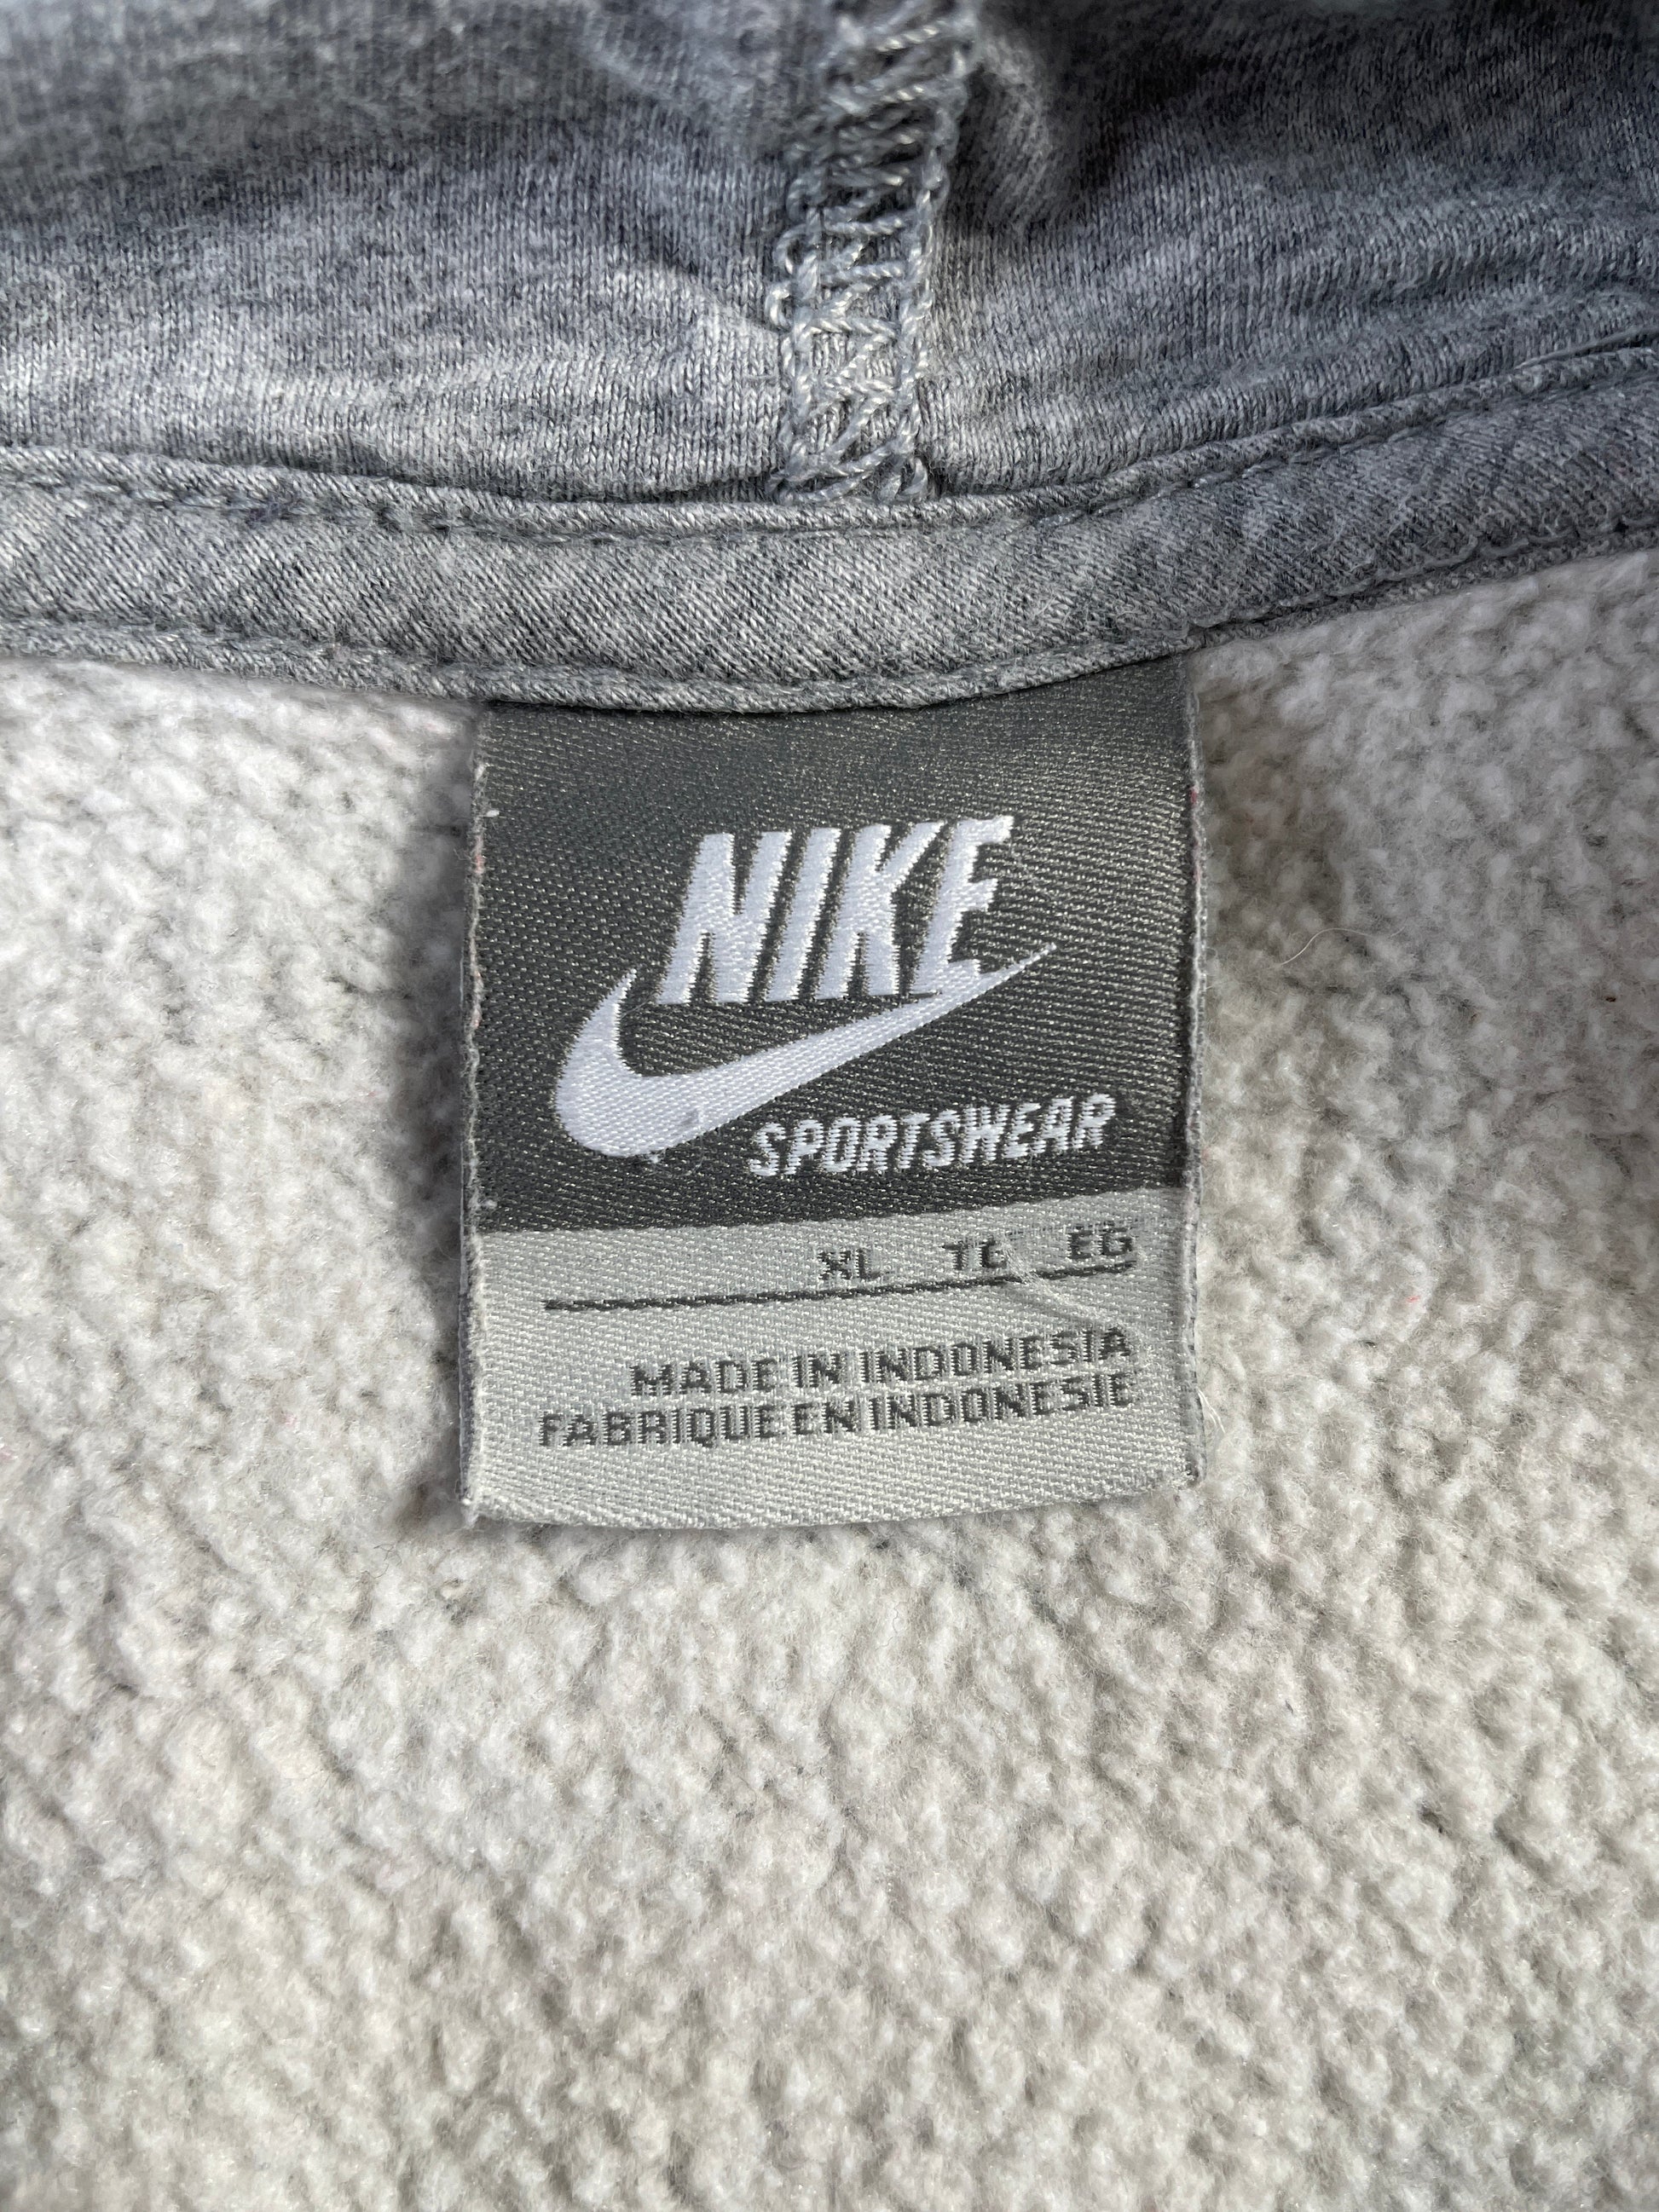 NIKE
SPORTSWEAR
XL TG EG
MADE IN INDONESIA
FABRIQUE EN INDONESIE